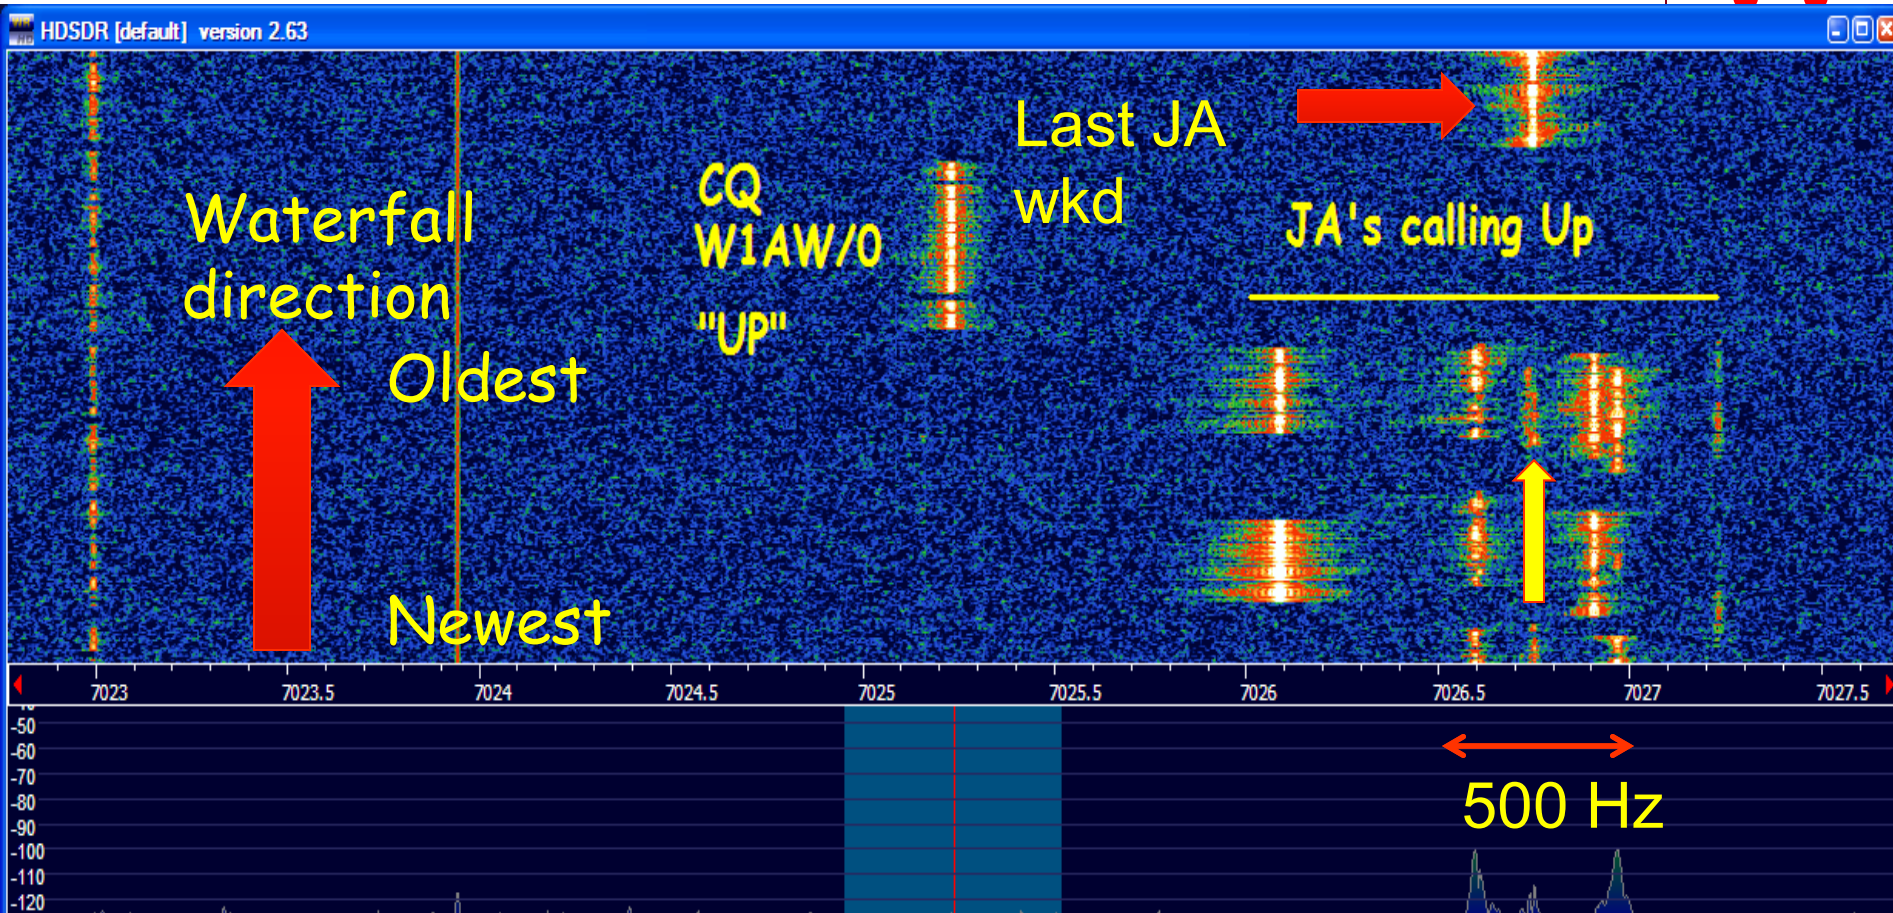 HDSDR [default] version 2.63
Last JA
wkd
CQ
W1AW/0
"UP"
Waterfall
direction
JA's calling Up
Oldest
Newest
7023 7023.5 7024 7024.5 7025 7025.5 7026 7026.5 7027 7027.5
-50
-60
-70
-80
-90
-100
-110
-120
500 Hz